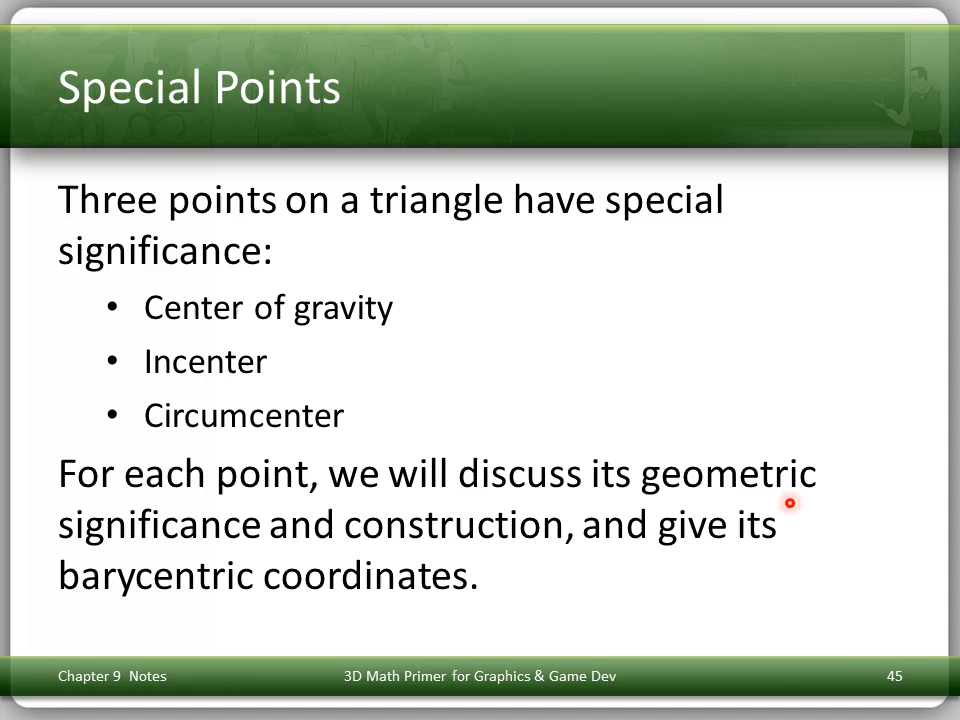 Special Points
Three points on a triangle have special
significance:
• Center of gravity
• Incenter
• Circumcenter
For each point, we will discuss its geometric
significance and construction, and give its
barycentric coordinates.
Chapter 9 Notes
3D Math Primer for Graphics & Game Dev
45